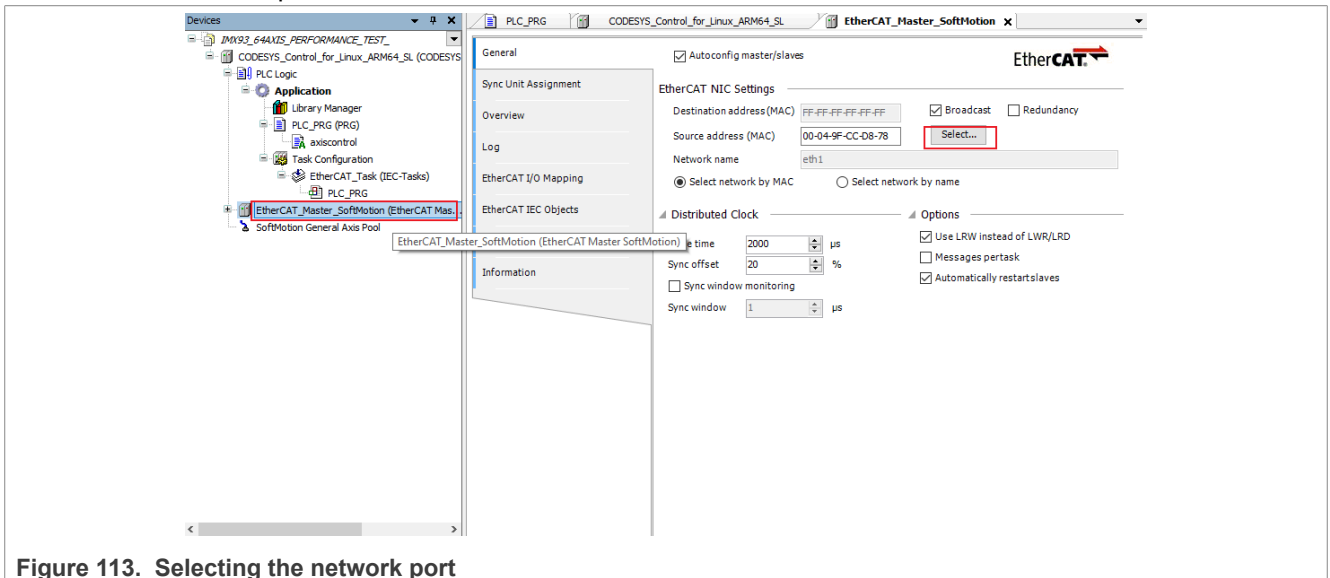 Devices
IMX93_64AXIS_PERFORMANCE_TEST_
CODESYS_Control_for_Linux_ARM64_SL (CODESYS
PLC Logic
Application
Library Manager
PLC_PRG (PRG)
axiscontrol
Task Configuration
EtherCAT_Task (IEC-Tasks)
PLC_PRG
EtherCAT_Master_SoftMotion (EtherCAT Mas...
SoftMotion General Axis Pool
EtherCAT_Master_SoftMotion (EtherCAT Master SoftMotion)
PLC_PRG
CODESYS_Control_for_Linux_ARM64_SL
EtherCAT_Master_SoftMotion
General
Sync Unit Assignment
Overview
Log
EtherCAT I/O Mapping
EtherCAT IEC Objects
Information
Autoconfig master/slaves
EtherCAT.
EtherCAT NIC Settings
Destination address (MAC) FF-FF-FF-FF-FF-FF Broadcast Redundancy
Source address (MAC) 00-04-9F-CC-D8-78 Select...
Network name eth1
Select network by MAC Select network by name
Distributed Clock
e time 2000 µs
Sync offset 20 %
Sync window monitoring
Sync window 1 µs
Options
Use LRW instead of LWR/LRD
Messages per task
Automatically restart slaves
Figure 113. Selecting the network port